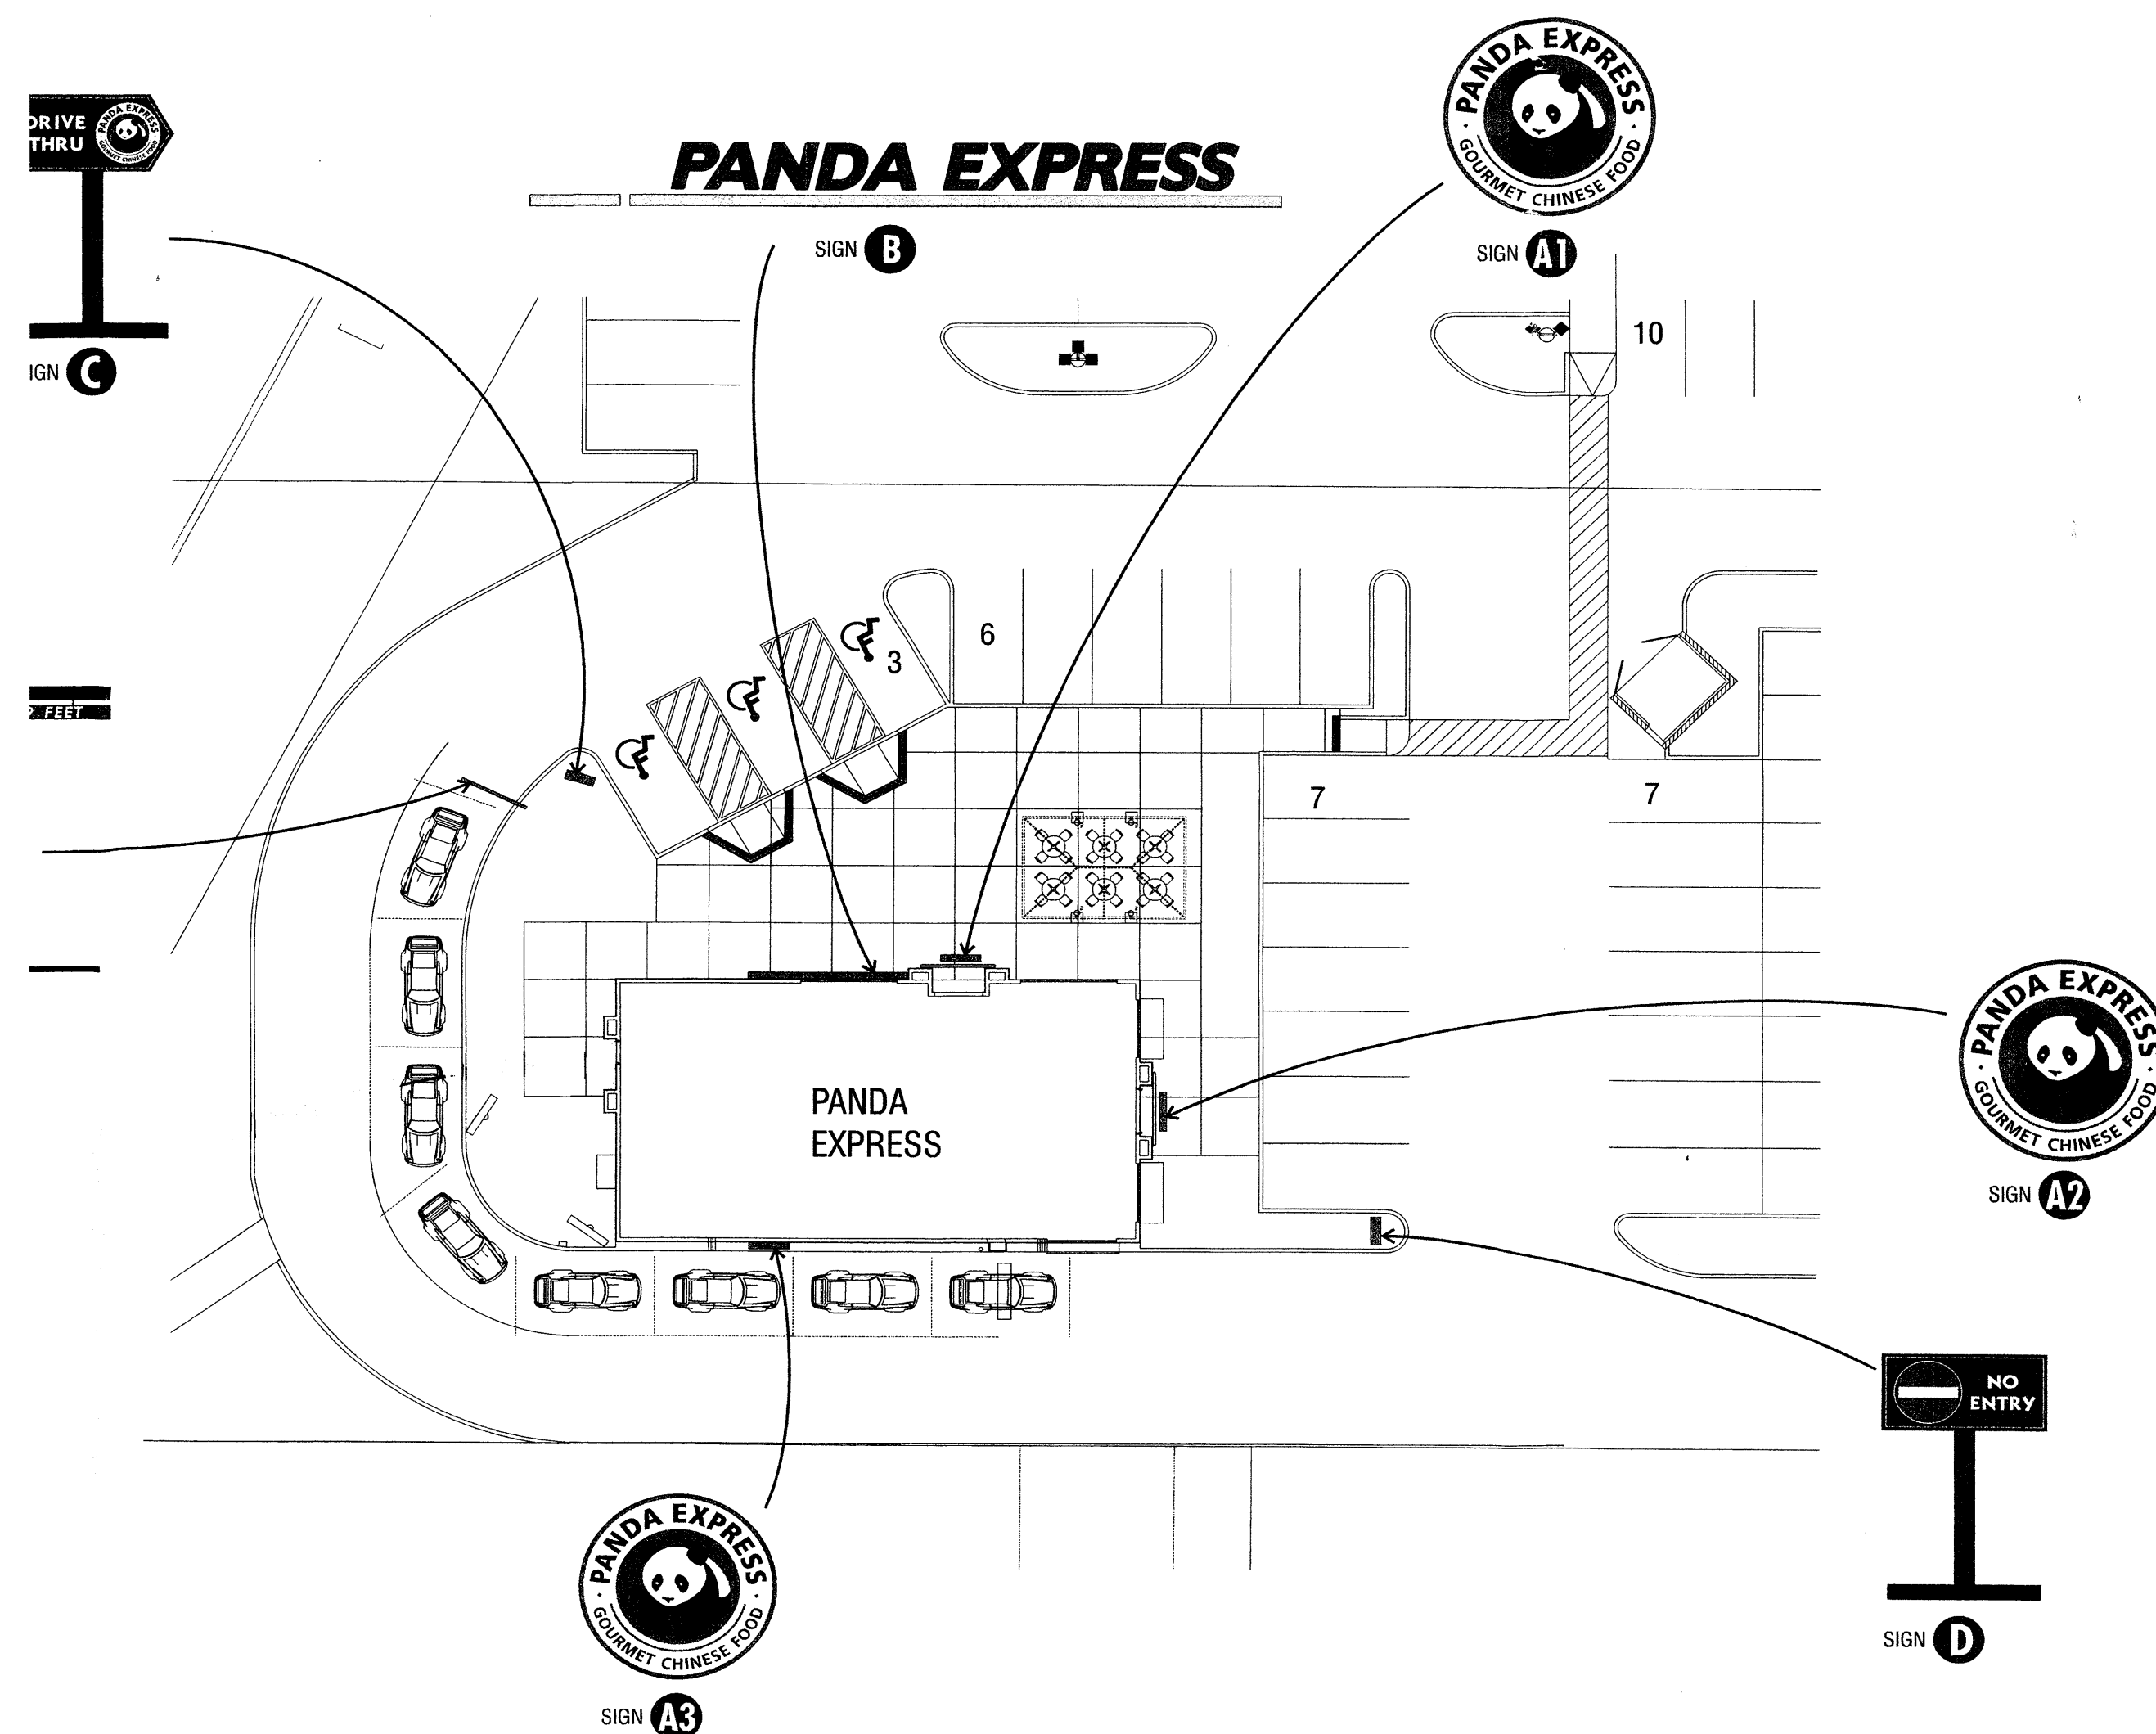 DRIVE
THRU
PANDA EXPRESS
GOURMET CHINESE FOOD
IGN C
PANDA EXPRESS
SIGN B
· PANDA EXPRESS ·
GOURMET CHINESE FOOD
SIGN A1
10
6
3
FEET
7
7
PANDA
EXPRESS
· PANDA EXPRESS ·
GOURMET CHINESE FOOD
SIGN A2
NO
ENTRY
SIGN D
· PANDA EXPRESS ·
GOURMET CHINESE FOOD
SIGN A3